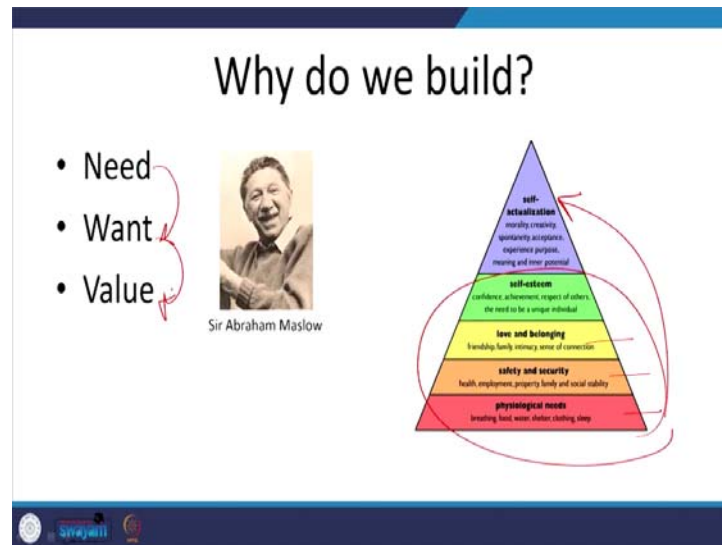 Why do we build?
• Need
• Want
• Value
Sir Abraham Maslow
self-
actualization
morality, creativity,
spontaneity, acceptance,
experience purpose,
meaning and inner potential
self-esteem
confidence, achievement, respect of others,
the need to be a unique individual
love and belonging
friendship, family, intimacy, sense of connection
safety and security
health, employment, property, family and social stability
physiological needs
breathing, food, water, shelter, clothing, sleep
swayam